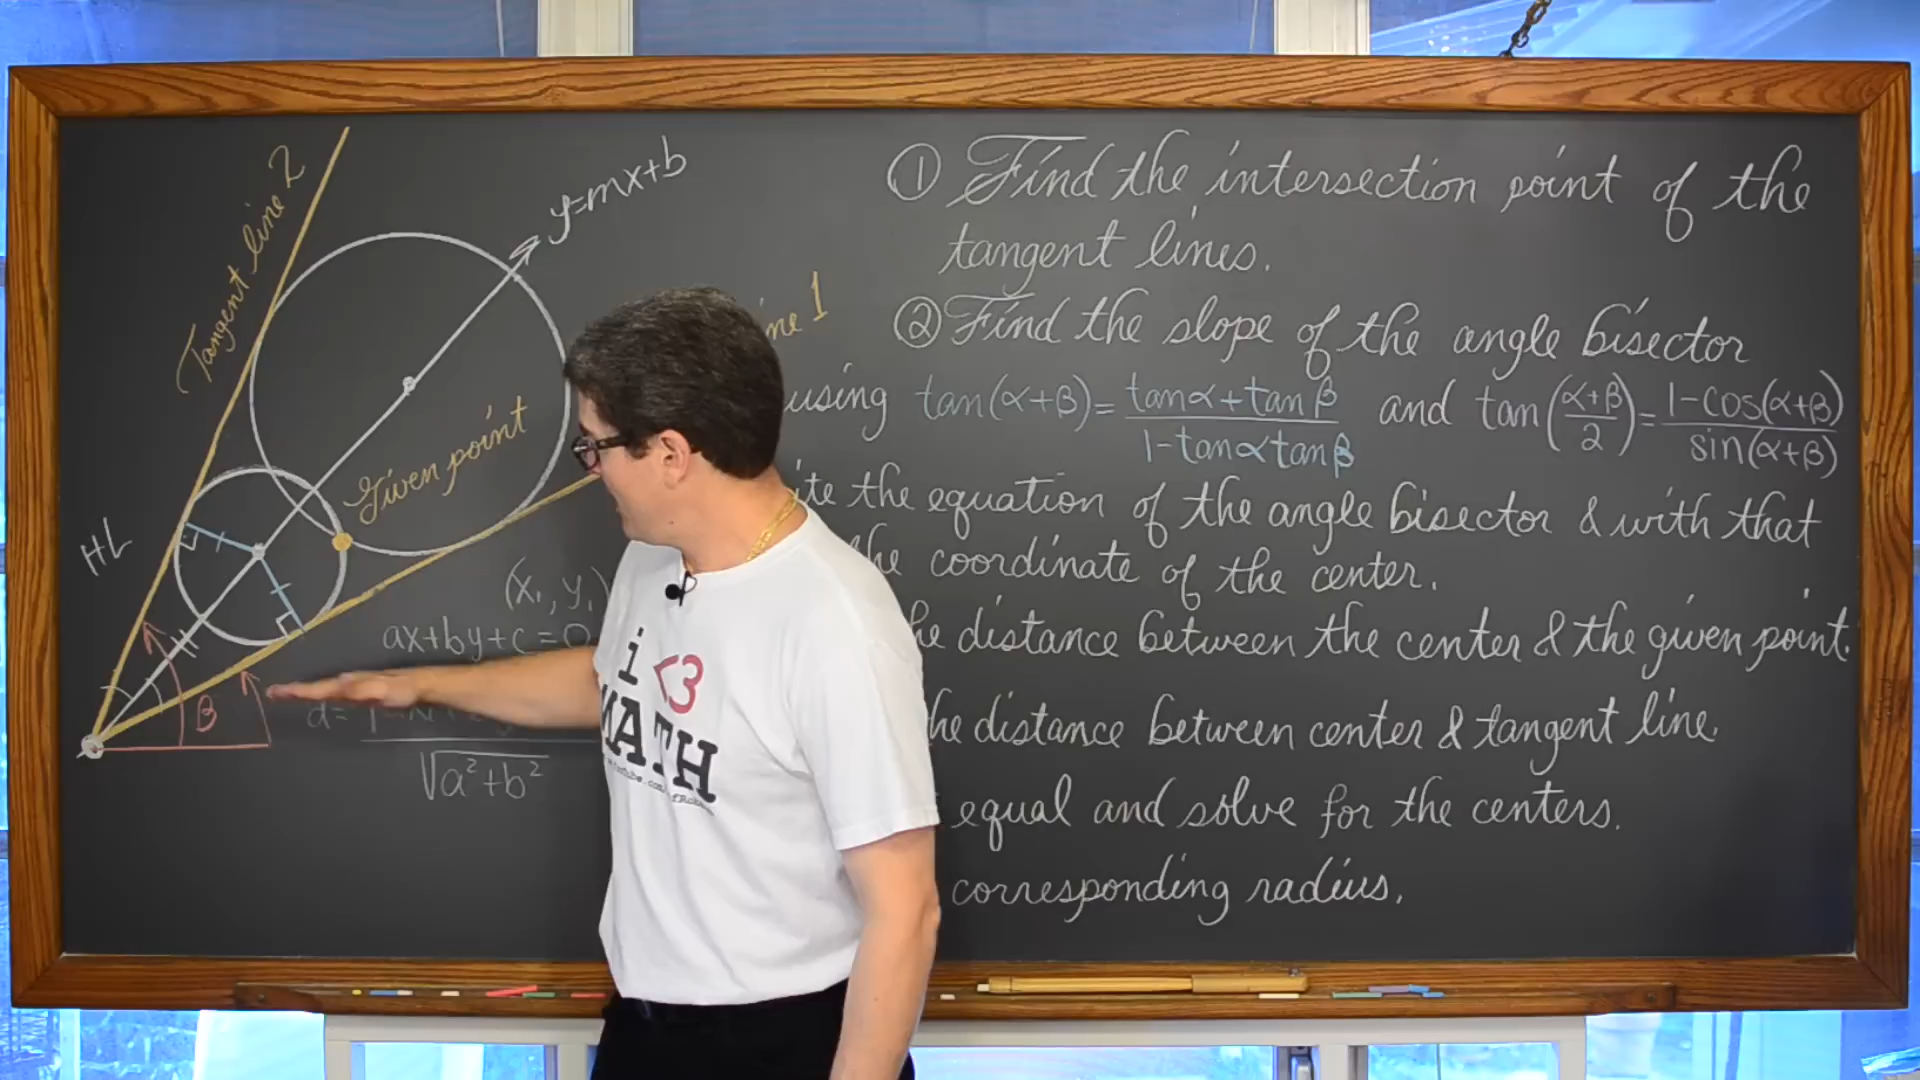 Tangent line 2
y=mx+b
ne 1
Given point
HL
(x₁, y₁)
ax+by+c=0
β
d=
√a²+b²
① Find the intersection point of the
tangent lines.
② Find the slope of the angle bisector
using tan(α+β)= tanα+tanβ / 1-tanαtanβ and tan(α+β / 2)= 1-cos(α+β) / sin(α+β)
the equation of the angle bisector & with that
the coordinate of the center.
distance between the center & the given point.
distance between center & tangent line.
equal and solve for the centers.
corresponding radius.
i <3
MATH